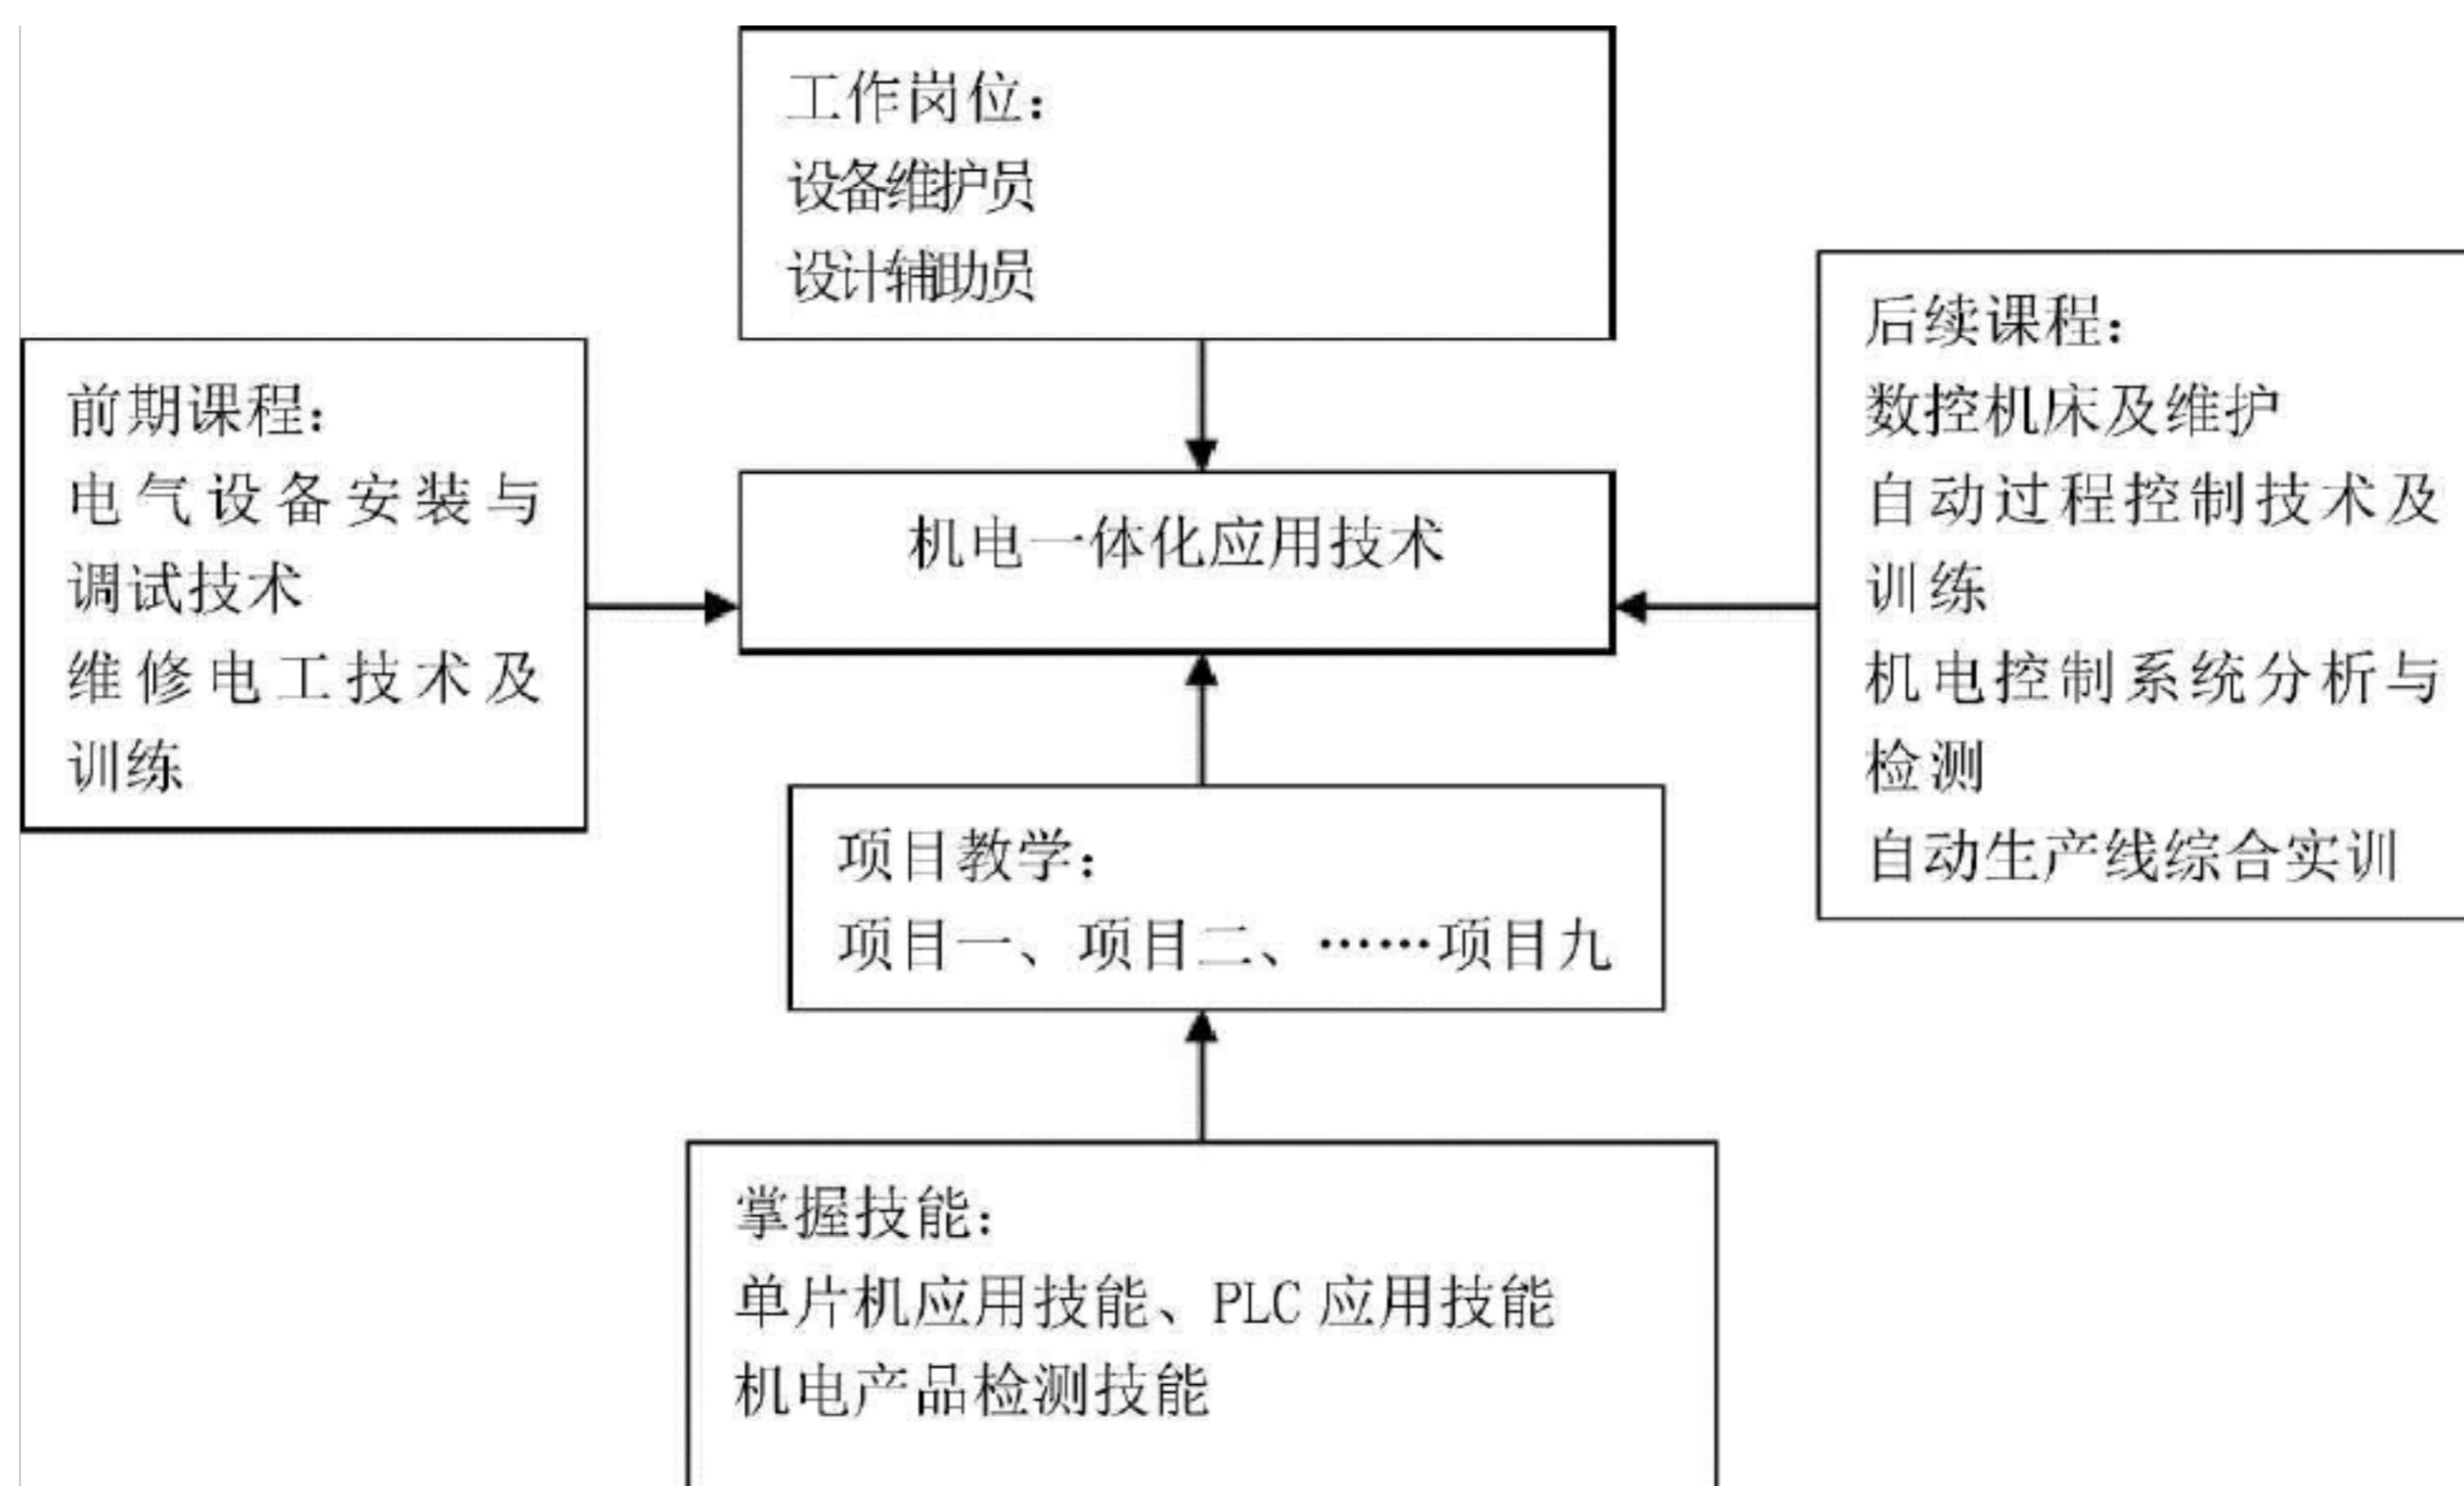 工作岗位：
设备维护员
设计辅助员
前期课程：
电气设备安装与
调试技术
维修电工技术及
训练
机电一体化应用技术
后续课程：
数控机床及维护
自动过程控制技术及
训练
机电控制系统分析与
检测
自动生产线综合实训
项目教学：
项目一、项目二、……项目九
掌握技能：
单片机应用技能、PLC 应用技能
机电产品检测技能